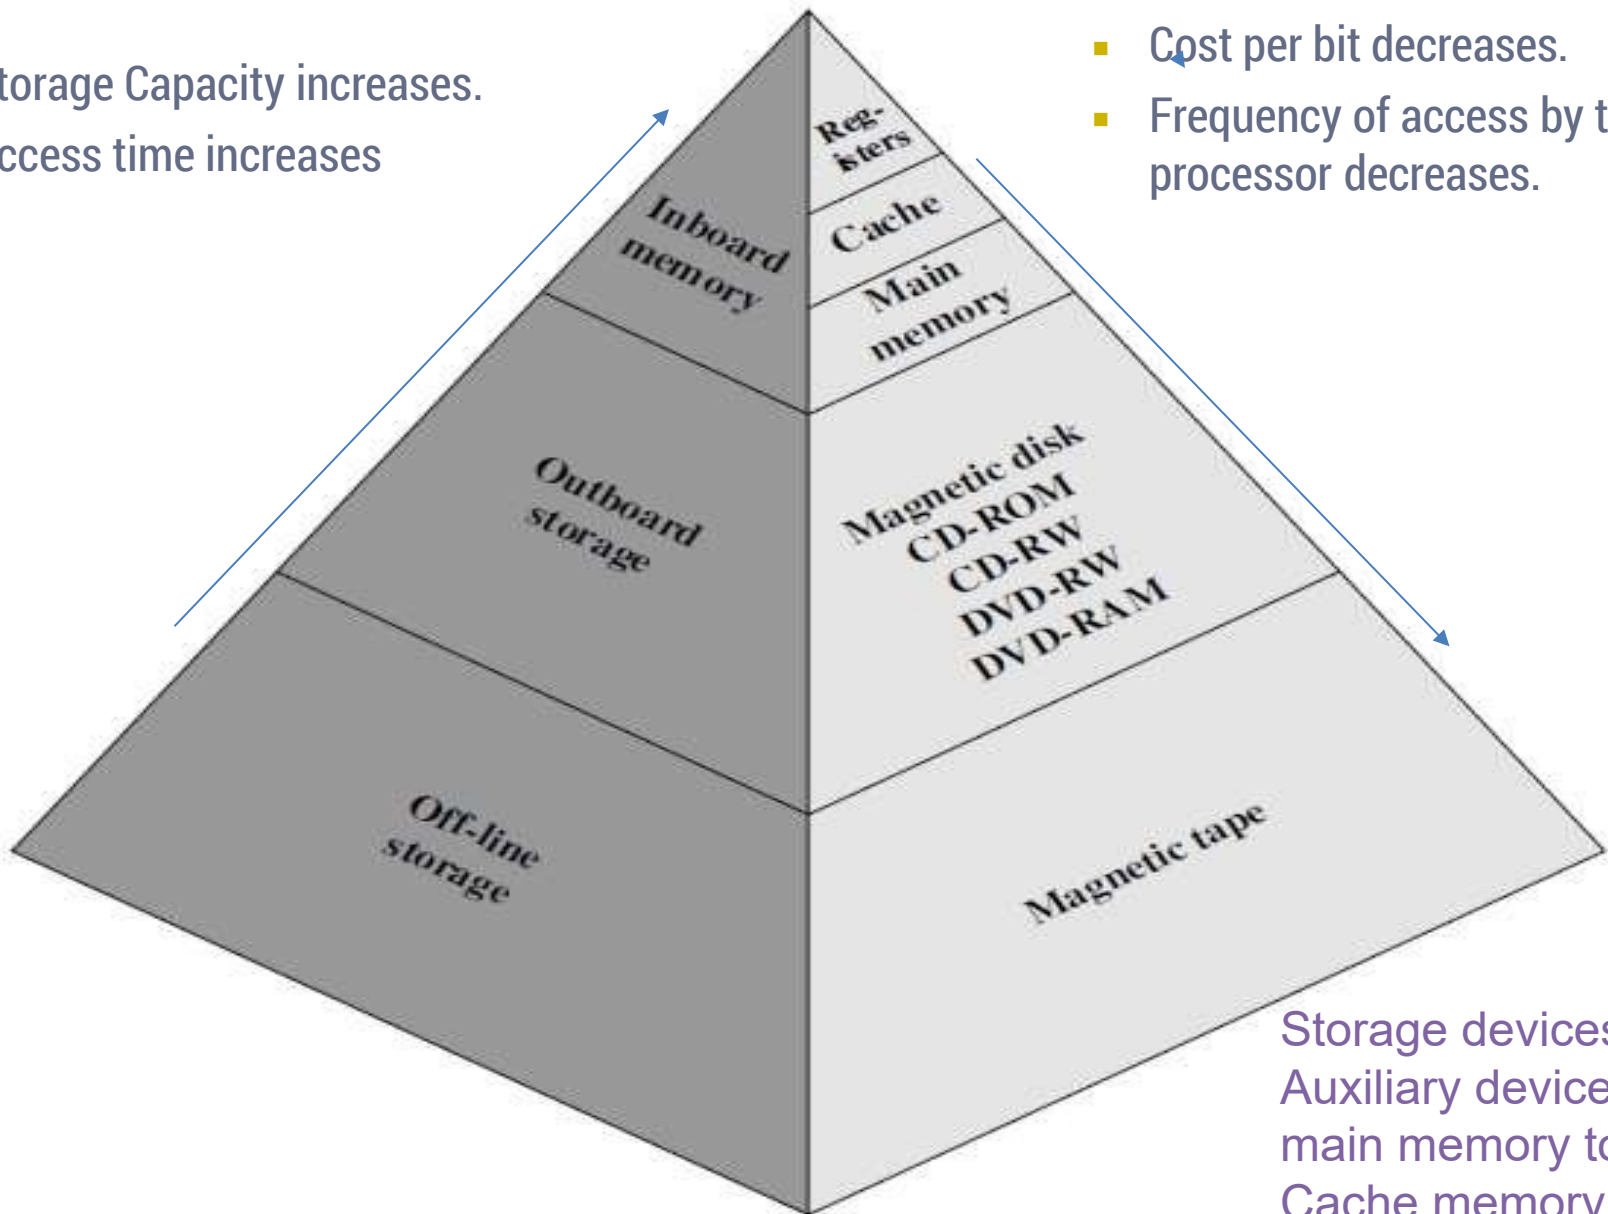 torage Capacity increases.
ccess time increases
Cost per bit decreases.
Frequency of access by t
processor decreases.
Reg-
isters
Cache
Main
memory
Inboard
memory
Outboard
storage
Magnetic disk
CD-ROM
CD-RW
DVD-RW
DVD-RAM
Off-line
storage
Magnetic tape
Storage devices
Auxiliary device
main memory to
Cache memory